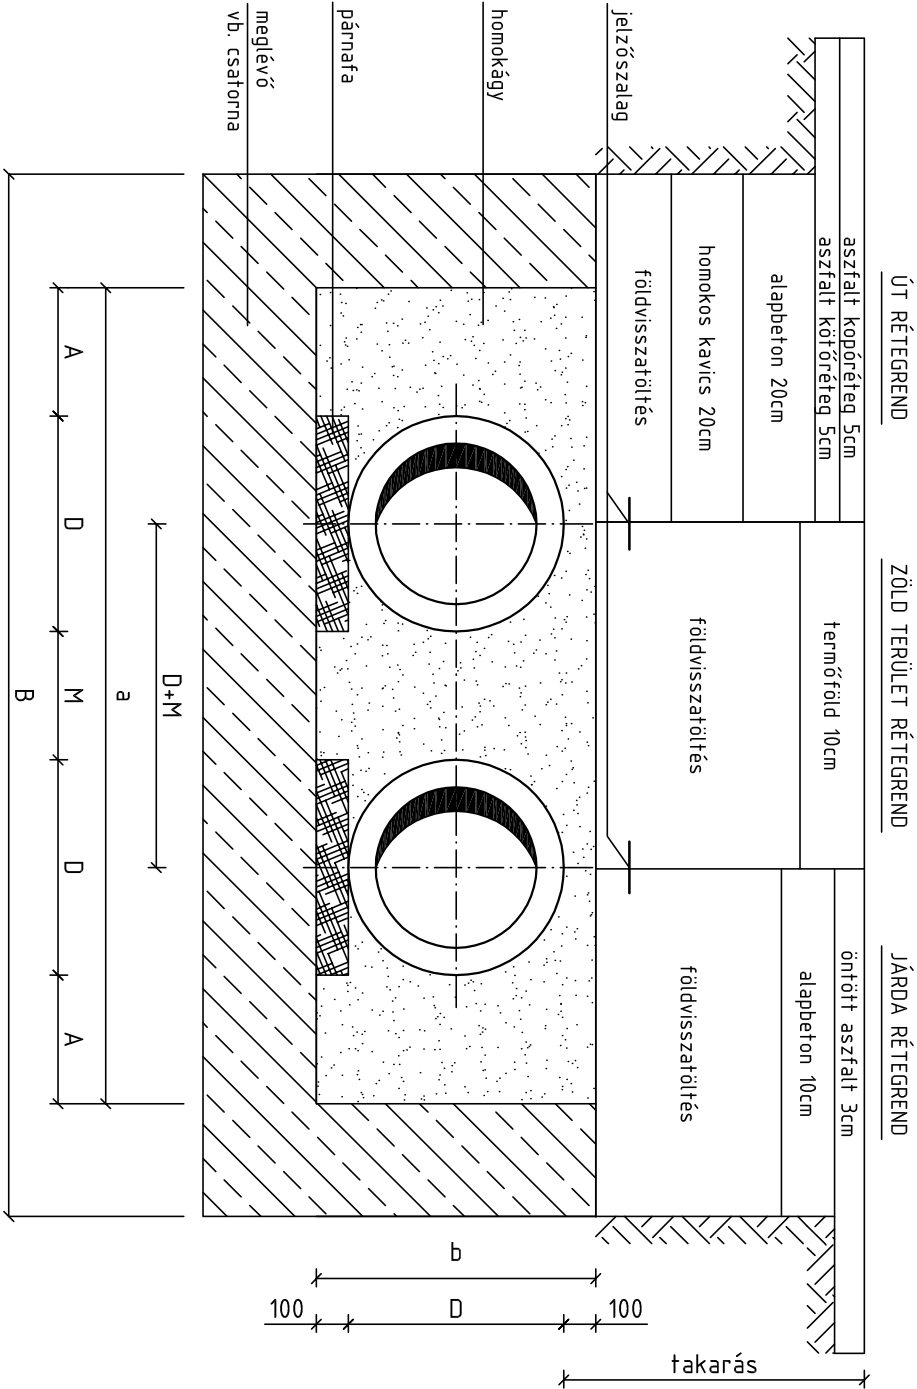 ÚT RÉTEGREND
ZÖLD TERÜLET RÉTEGREND
JÁRDA RÉTEGREND
aszfalt kopóréteg 5cm
aszfalt kötőréteg 5cm
alapbeton 20cm
homokos kavics 20cm
földvisszatöltés
termőföld 10cm
földvisszatöltés
öntött aszfalt 3cm
alapbeton 10cm
földvisszatöltés
jelzőszalag
homokágy
párnafa
meglévő
vb. csatorna
takarás
100
D
100
b
D+M
a
A
D
M
D
A
B